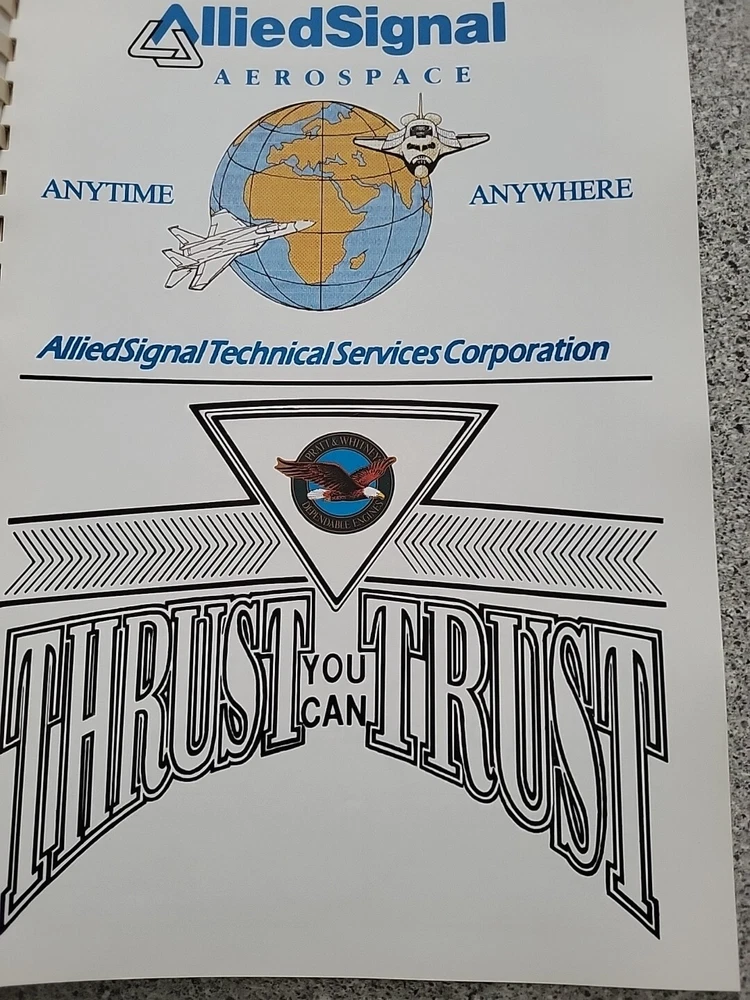 AlliedSignal
AEROSPACE
ANYTIME
ANYWHERE
AlliedSignal Technical Services Corporation
PRATT & WHITNEY
DEPENDABLE ENGINES
THRUST YOU CAN TRUST